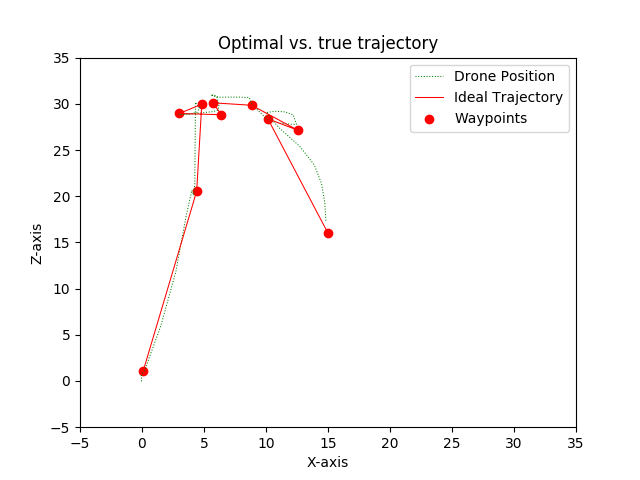 Optimal vs. true trajectory
Drone Position
Ideal Trajectory
Waypoints
35
30
25
20
15
10
5
0
−5
Z-axis
−5 0 5 10 15 20 25 30 35
X-axis